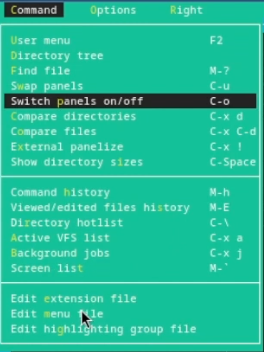 Command Options Right
User menu F2
Directory tree
Find file M-?
Swap panels C-u
Switch panels on/off C-o
Compare directories C-x d
Compare files C-x C-d
External panelize C-x !
Show directory sizes C-Space
Command history M-h
Viewed/edited files history M-E
Directory hotlist C-\
Active VFS list C-x a
Background jobs C-x j
Screen list M-`
Edit extension file
Edit menu file
Edit highlighting group file